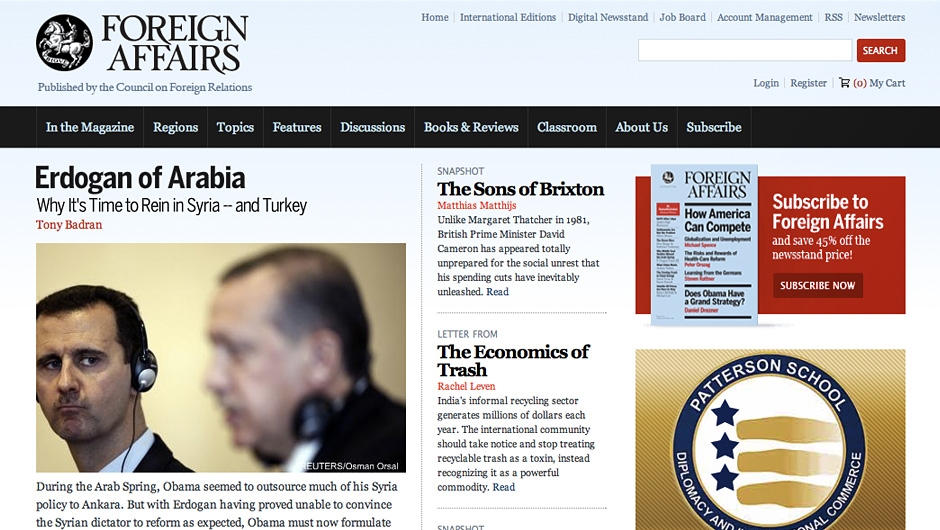 FOREIGN
AFFAIRS
Published by the Council on Foreign Relations
Home International Editions Digital Newsstand Job Board Account Management RSS Newsletters
SEARCH
Login Register (0) My Cart
In the Magazine Regions Topics Features Discussions Books & Reviews Classroom About Us Subscribe
Erdogan of Arabia
Why It's Time to Rein in Syria -- and Turkey
Tony Badran
REUTERS/Osman Orsal
During the Arab Spring, Obama seemed to outsource much of his Syria
policy to Ankara. But with Erdogan having proved unable to convince
the Syrian dictator to reform as expected, Obama must now formulate
SNAPSHOT
The Sons of Brixton
Matthias Matthijs
Unlike Margaret Thatcher in 1981,
British Prime Minister David
Cameron has appeared totally
unprepared for the social unrest that
his spending cuts have inevitably
unleashed. Read
LETTER FROM
The Economics of
Trash
Rachel Leven
India's informal recycling sector
generates millions of dollars each
year. The international community
should take notice and stop treating
recyclable trash as a toxin, instead
recognizing it as a powerful
commodity. Read
SNAPSHOT
FOREIGN
AFFAIRS
How America
Can Compete
Globalization and Unemployment
Michael Spence
The Risks and Rewards of
Health-Care Reform
Peter Orszag
Learning From the Germans
Steven Rattner
Does Obama Have
a Grand Strategy?
Daniel Drezner
Subscribe to
Foreign Affairs
and save 45% off the
newsstand price!
SUBSCRIBE NOW
PATTERSON SCHOOL
DIPLOMACY AND INTERNATIONAL COMMERCE